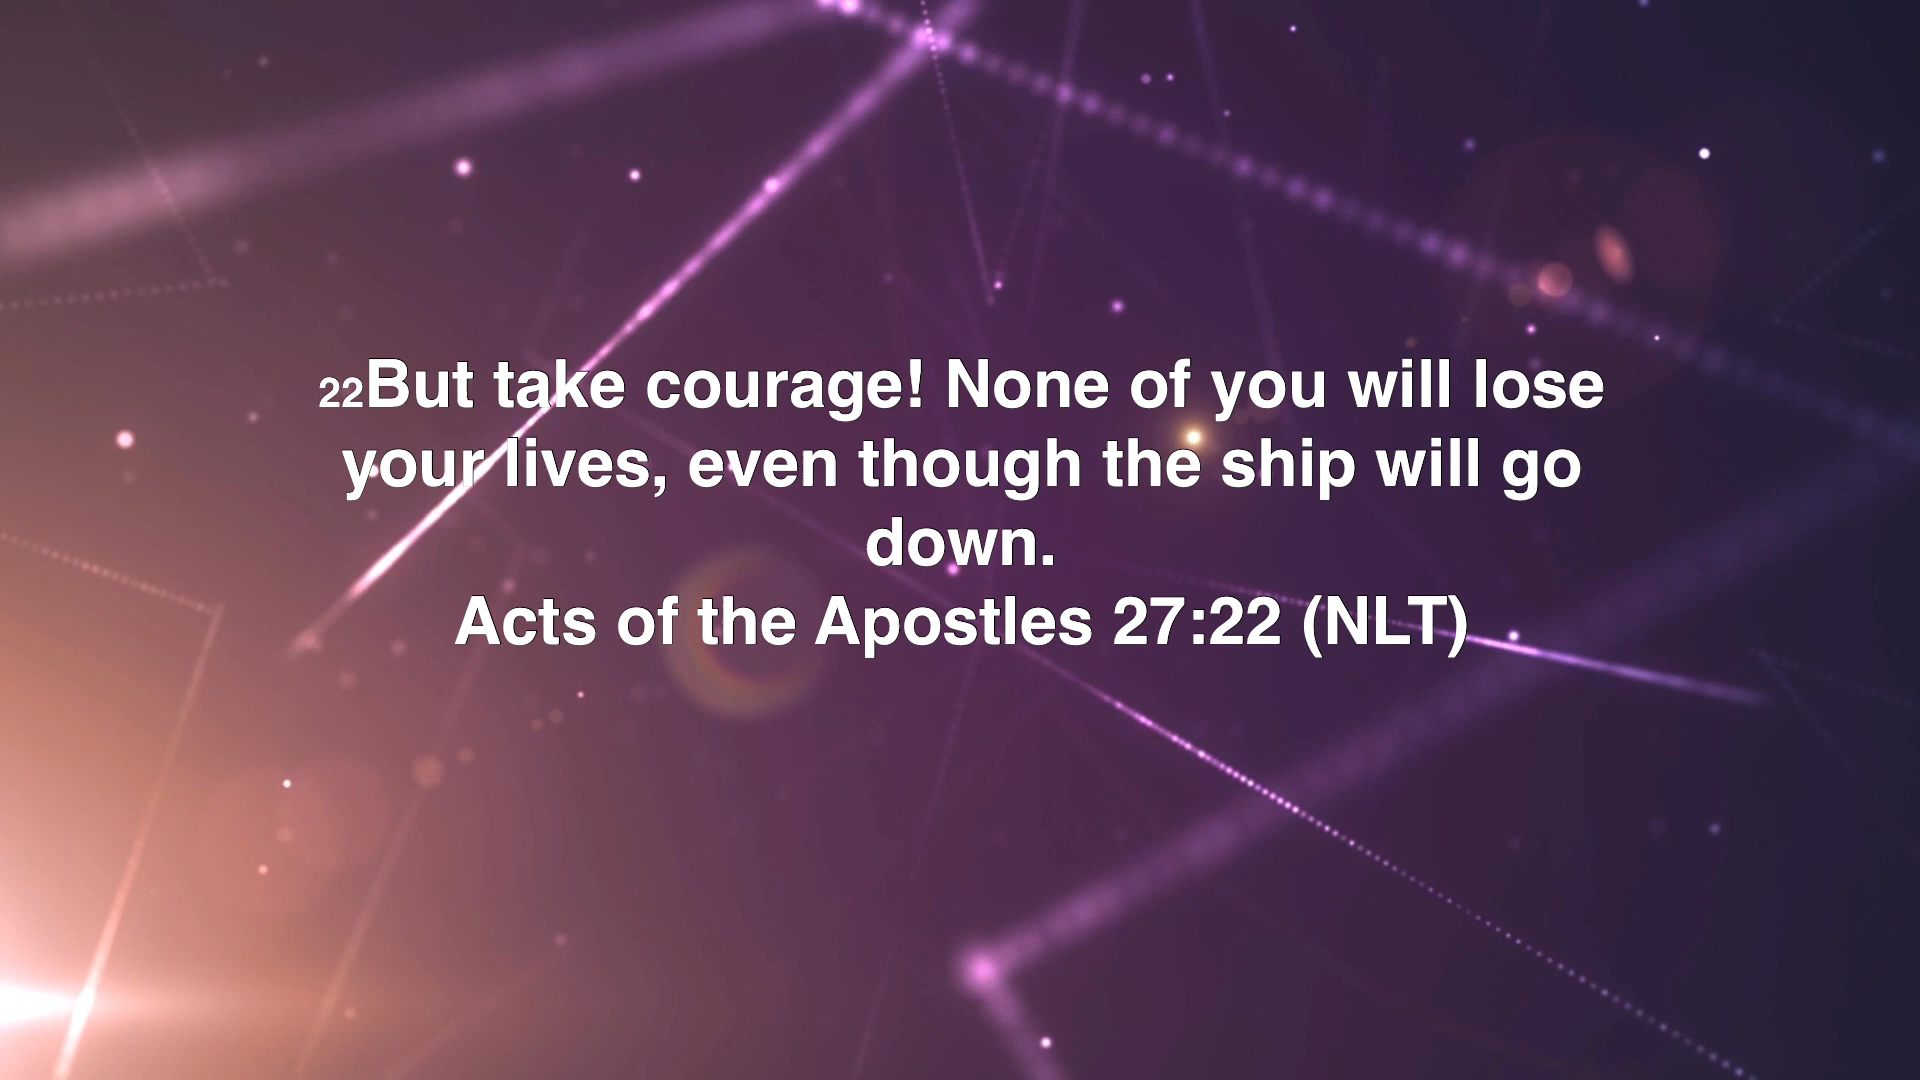 22But take courage! None of you will lose
your lives, even though the ship will go
down.
Acts of the Apostles 27:22 (NLT)